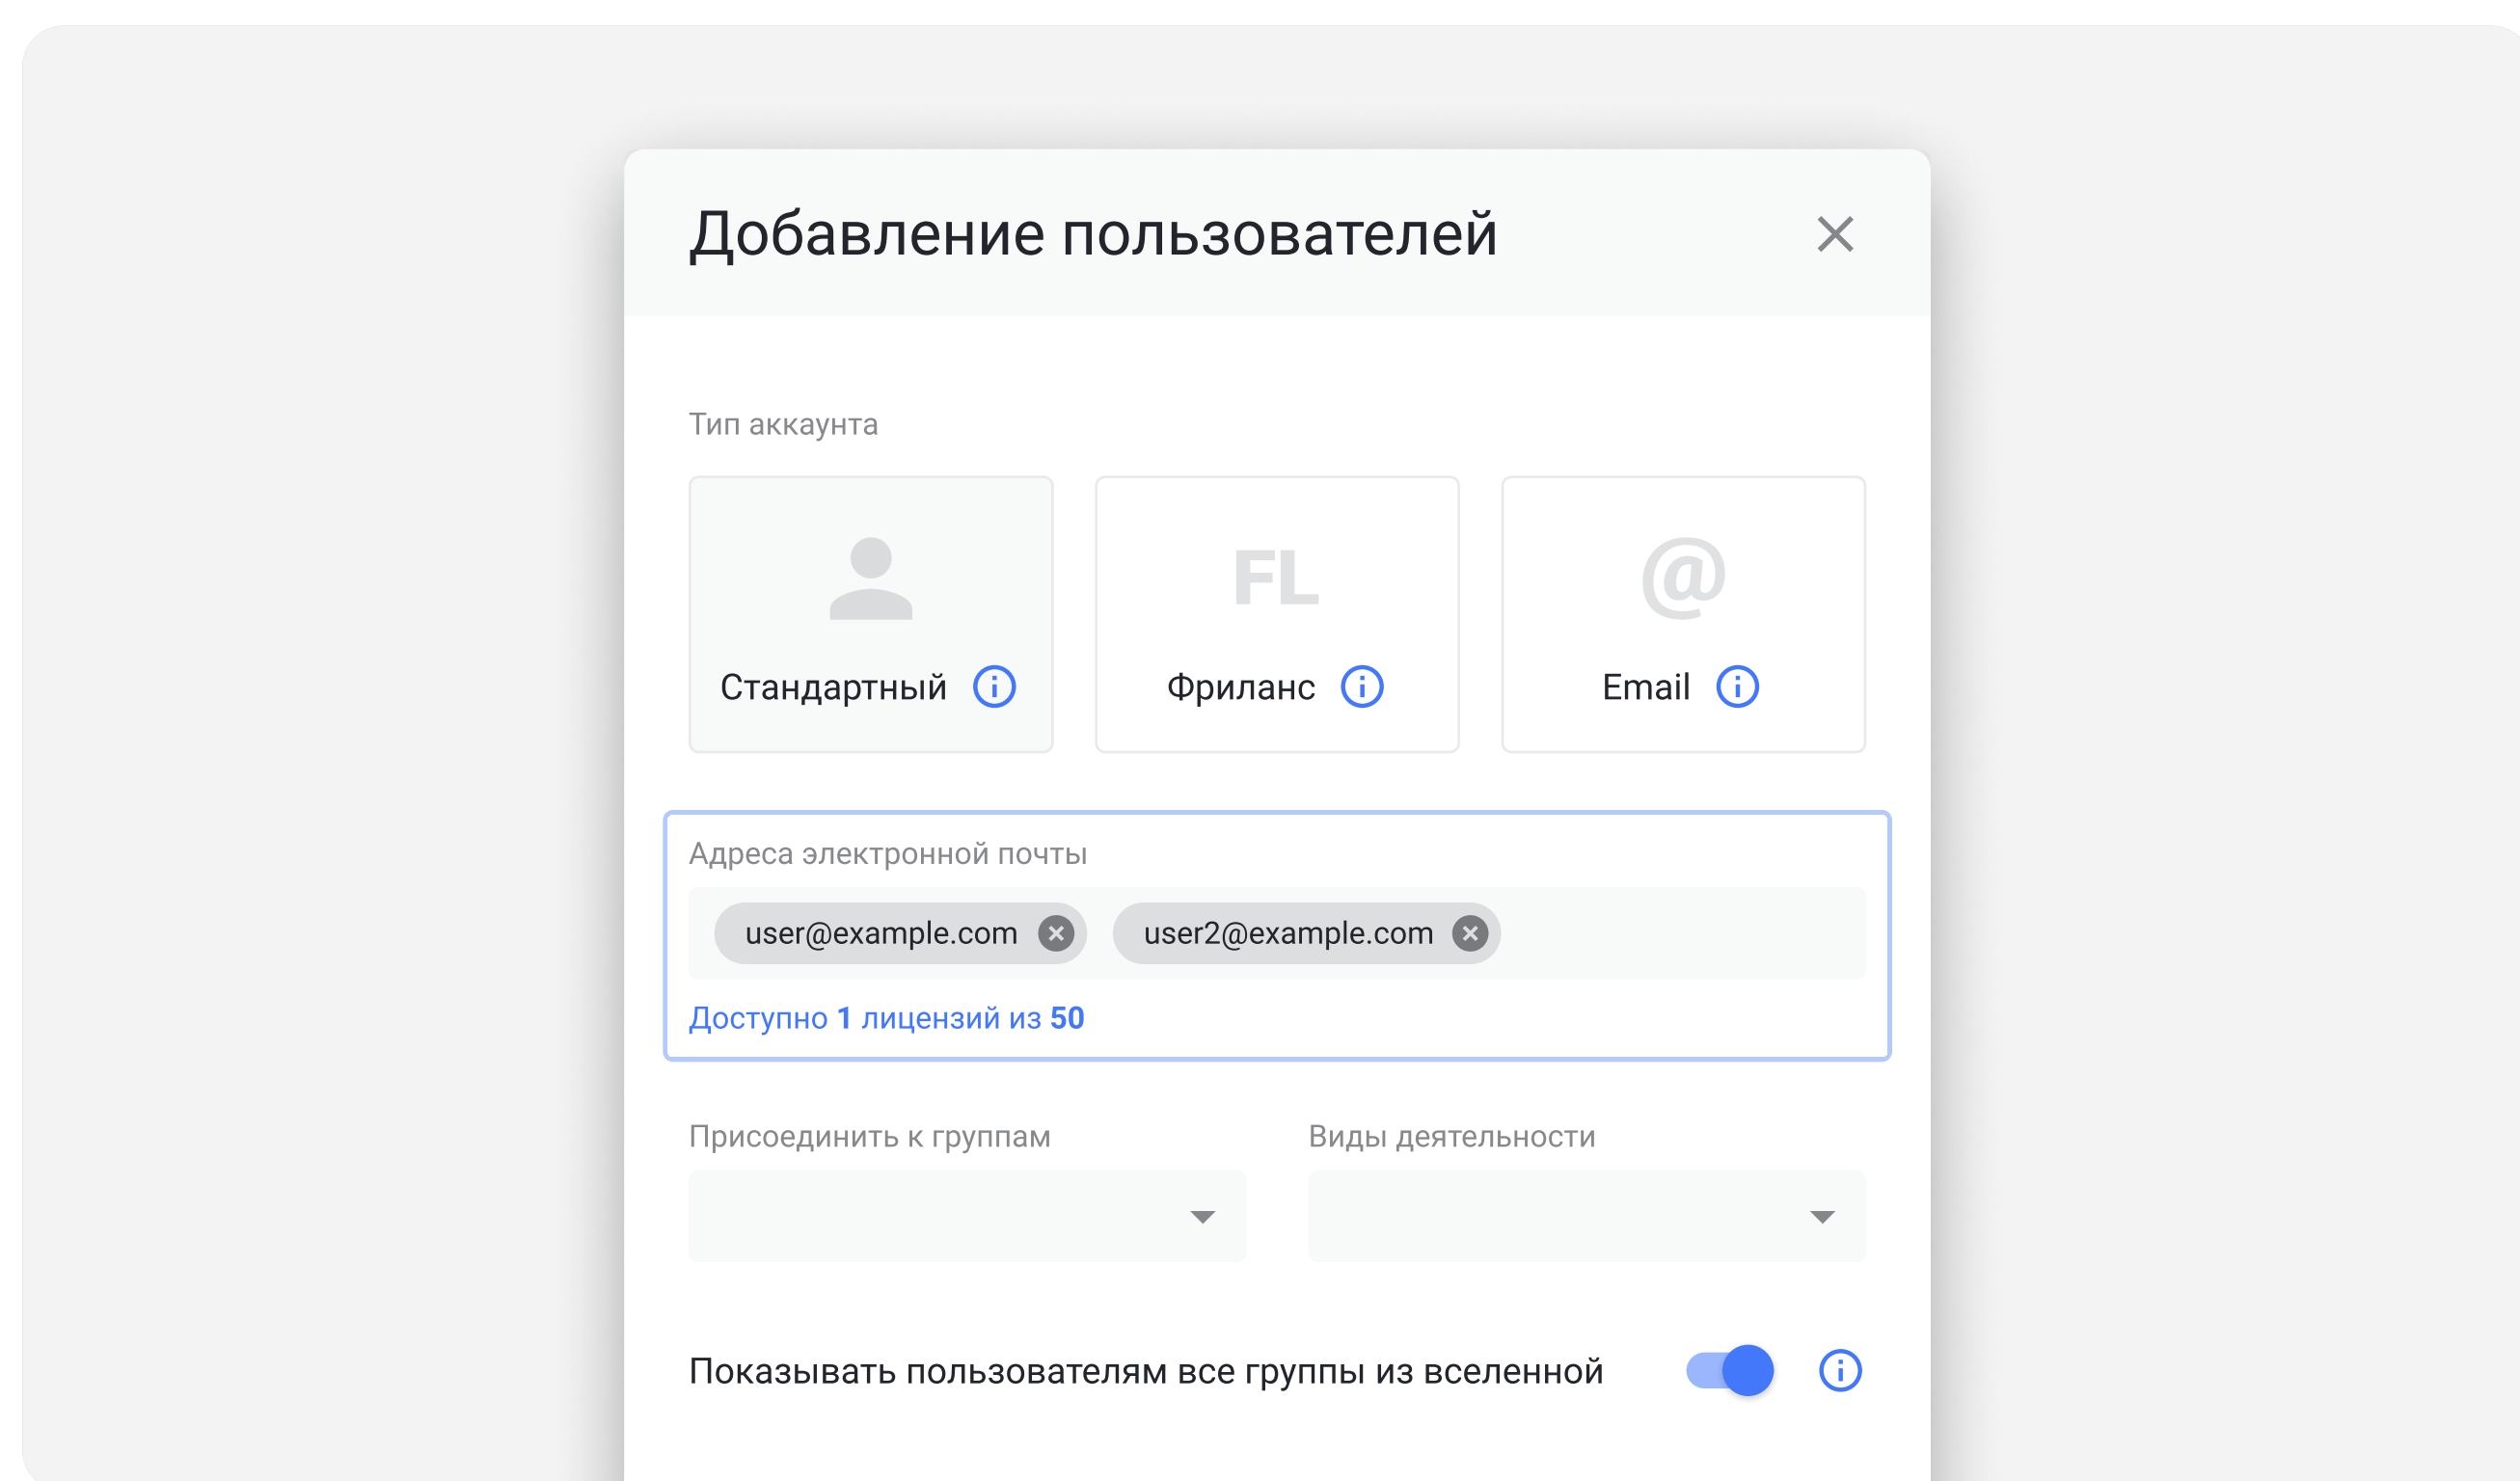 Добавление пользователей
Тип аккаунта
FL
@
Стандартный
Фриланс
Email
Адреса электронной почты
user@example.com
user2@example.com
Доступно 1 лицензий из 50
Присоединить к группам
Виды деятельности
Показывать пользователям все группы из вселенной